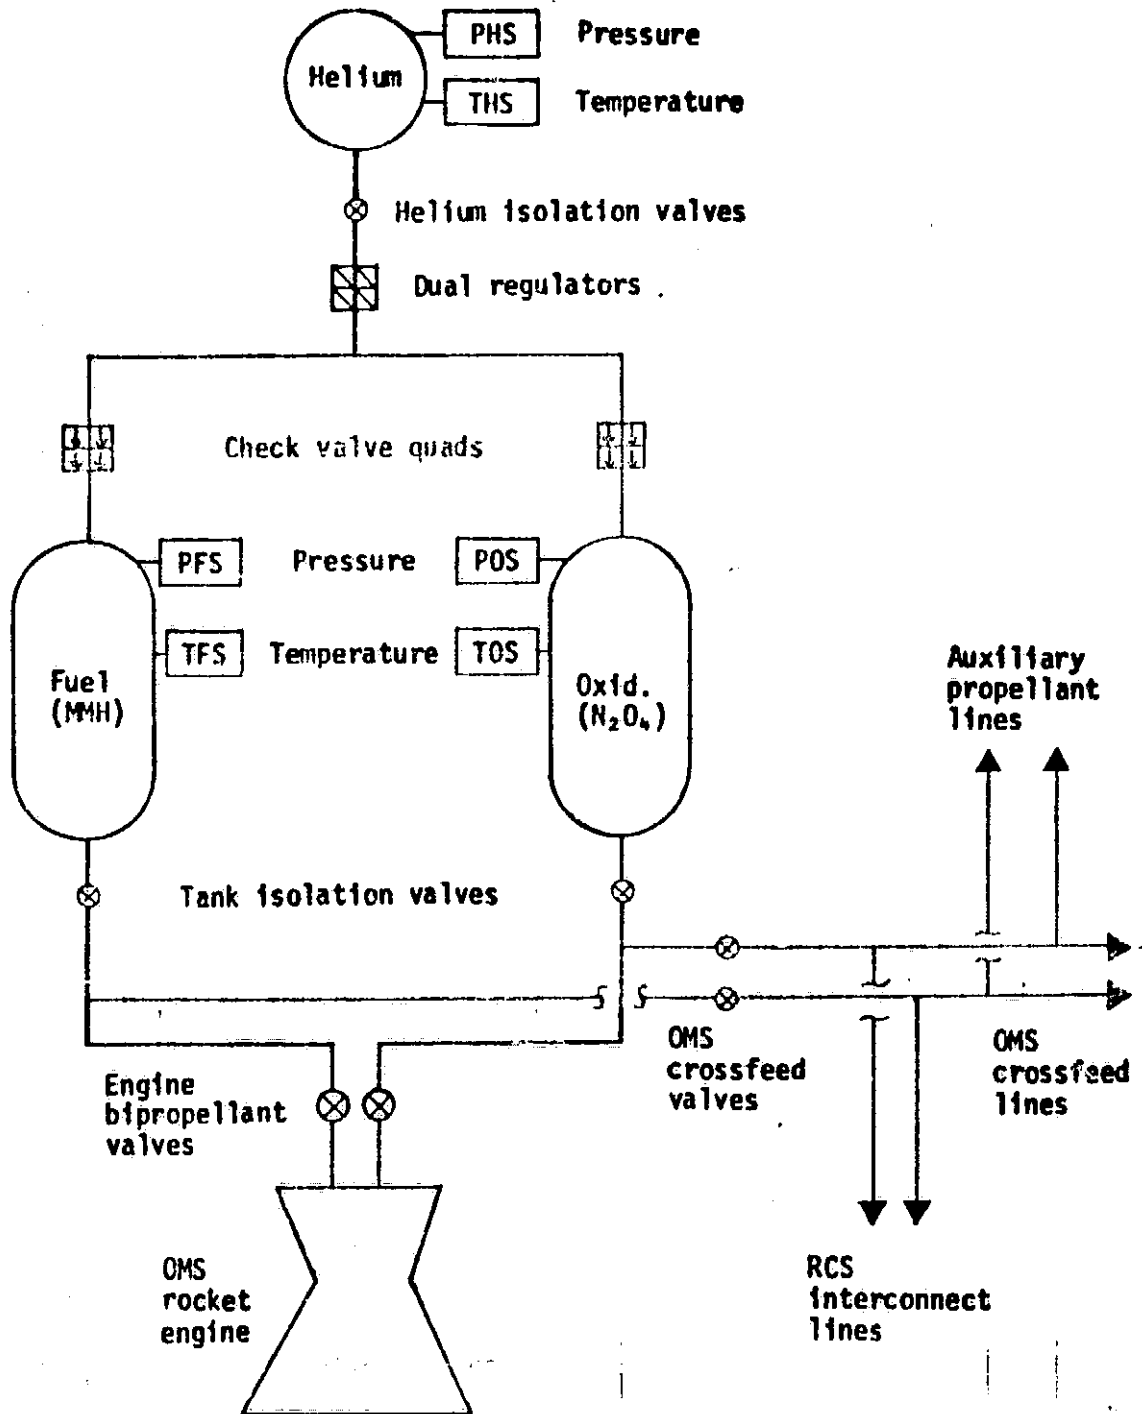 PHS Pressure
Helium
THS Temperature
Helium isolation valves
Dual regulators
Check valve quads
PFS Pressure POS
TFS Temperature TOS
Fuel
(MMH)
Oxid.
(N₂O₄)
Auxiliary
propellant
lines
Tank isolation valves
OMS
crossfeed
valves
OMS
crossfeed
lines
Engine
bipropellant
valves
OMS
rocket
engine
RCS
interconnect
lines